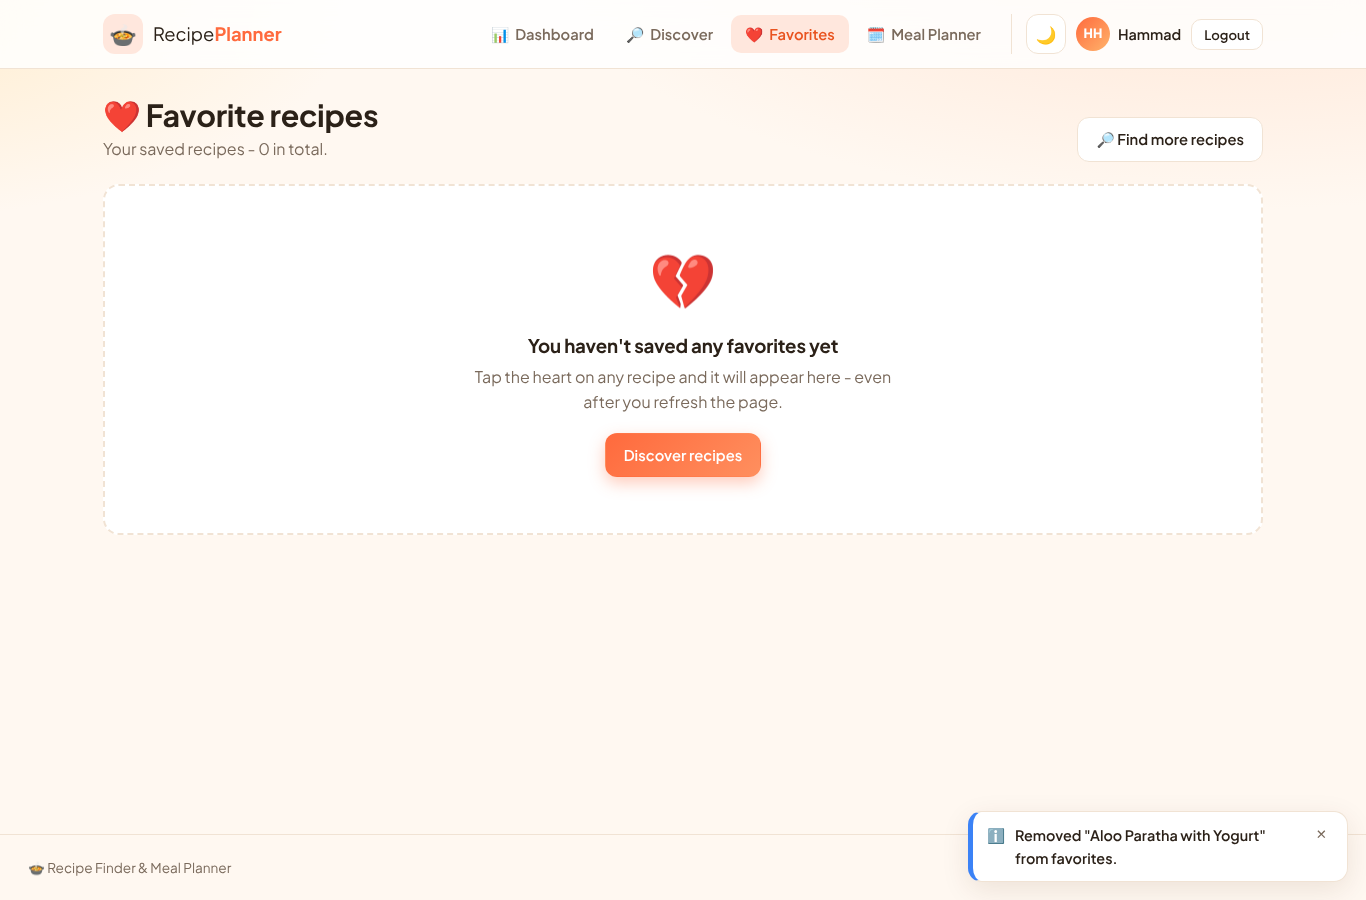 RecipePlanner
📊 Dashboard
🔎 Discover
❤️ Favorites
🗓️ Meal Planner
🌙
HH
Hammad
Logout
❤️ Favorite recipes
Your saved recipes - 0 in total.
🔎 Find more recipes
You haven't saved any favorites yet
Tap the heart on any recipe and it will appear here - even
after you refresh the page.
Discover recipes
Recipe Finder & Meal Planner
ℹ️ Removed "Aloo Paratha with Yogurt"
from favorites.
✕